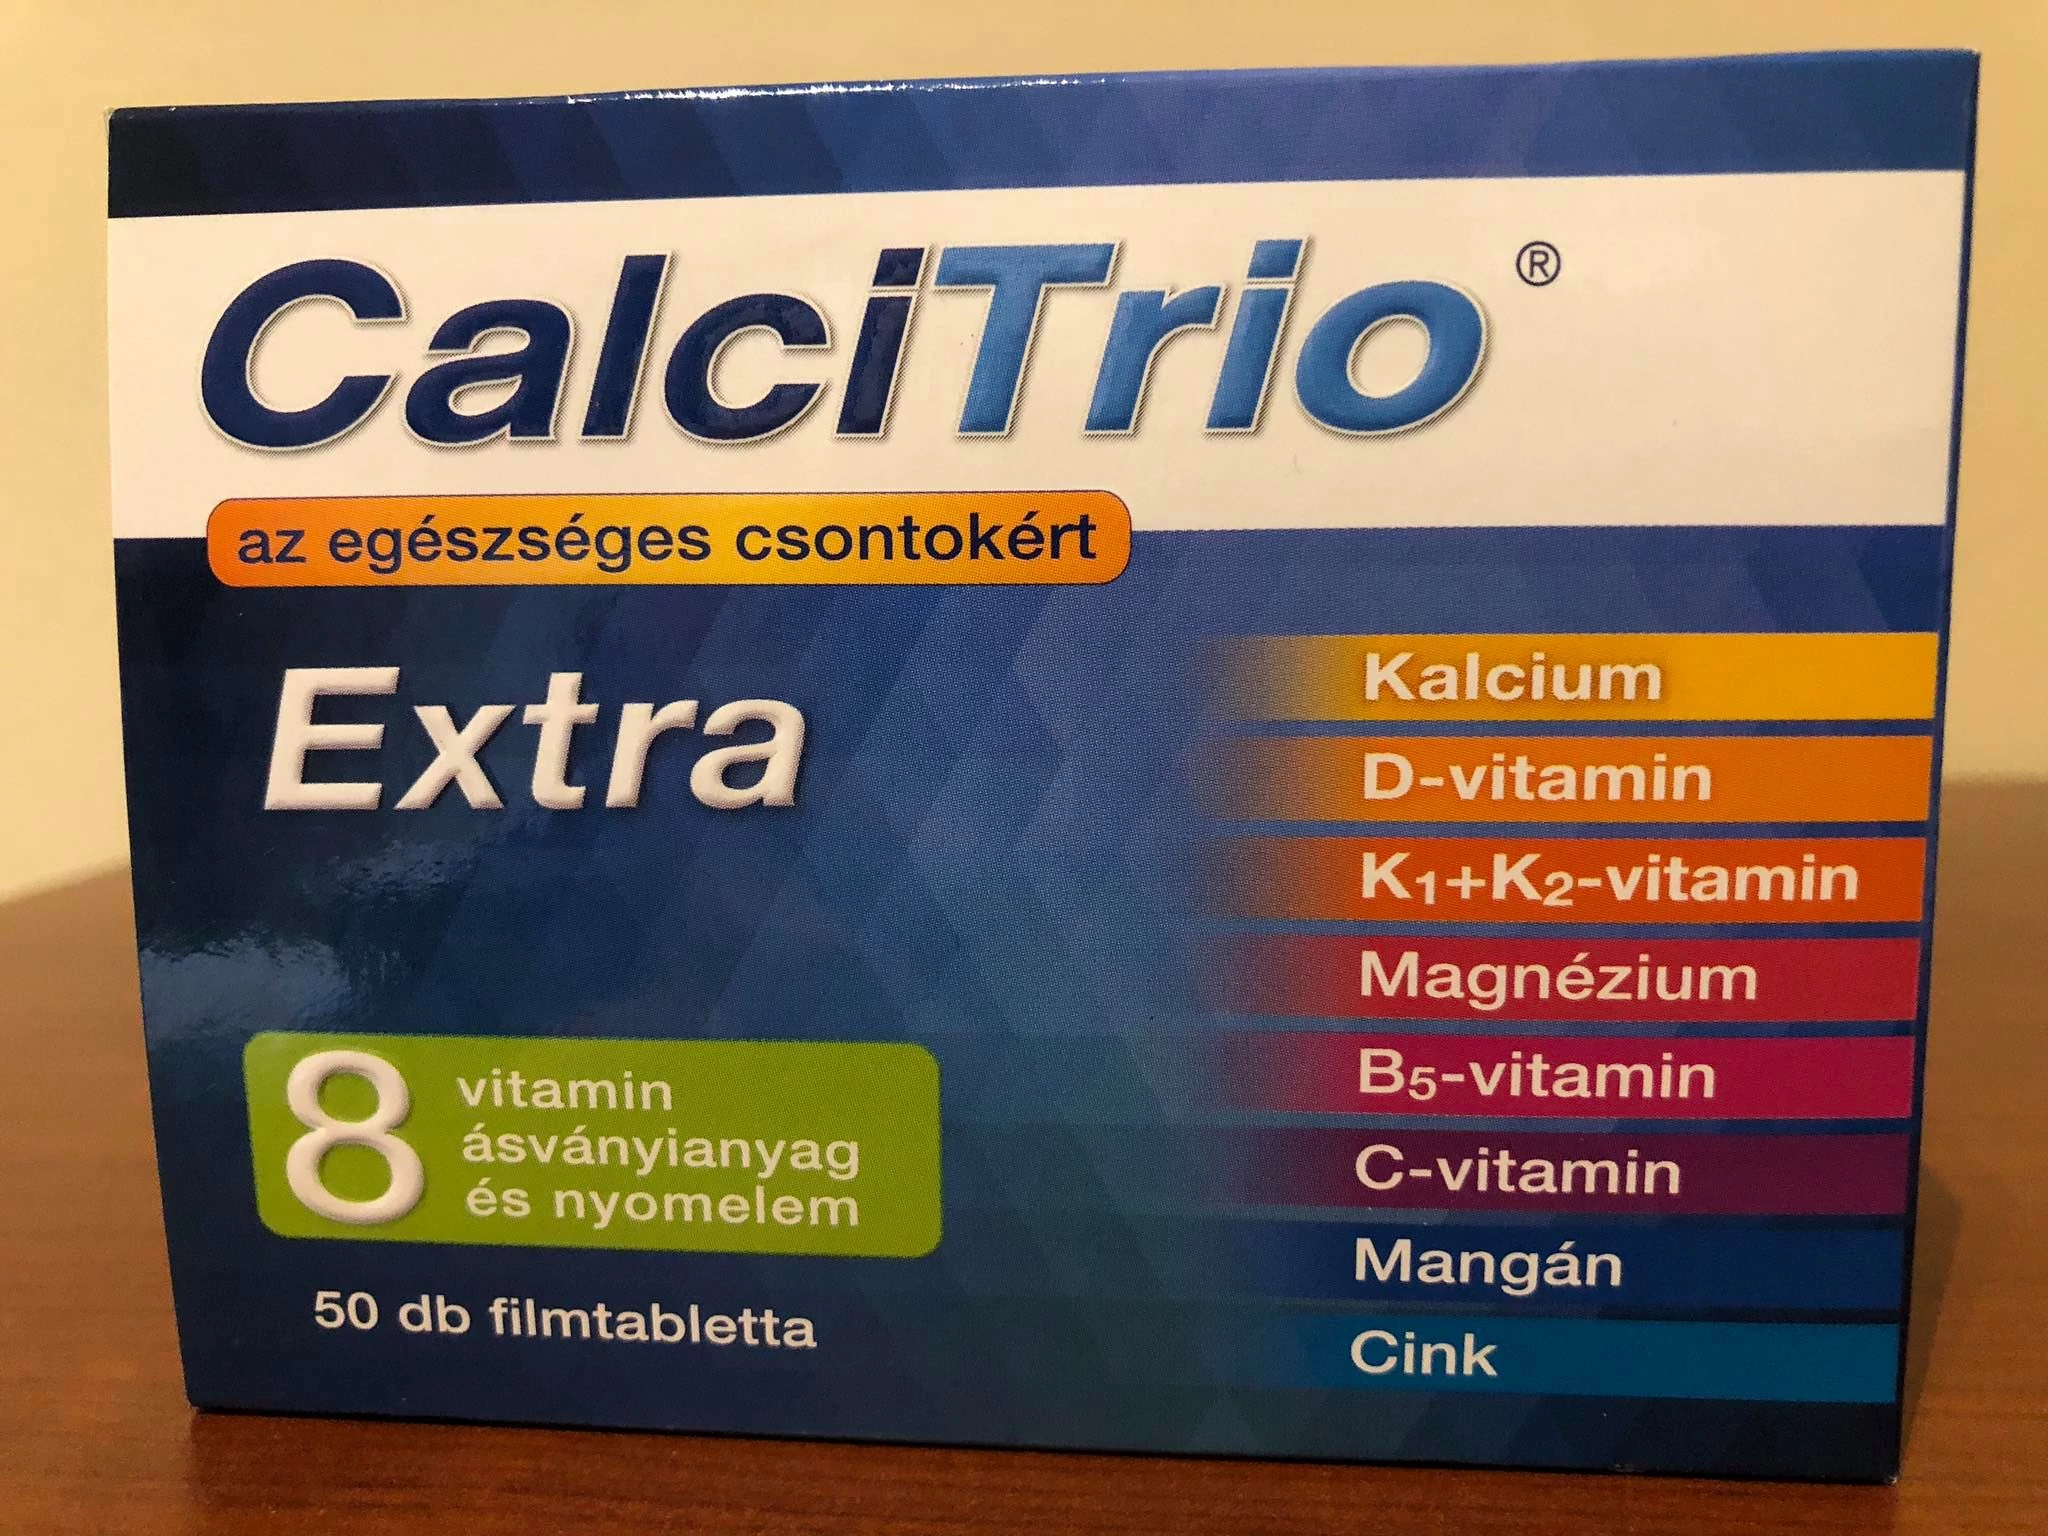 CalciTrio®
az egészséges csontokért
Extra
8 vitamin
ásványianyag
és nyomelem
50 db filmtabletta
Kalcium
D-vitamin
K₁+K₂-vitamin
Magnézium
B₅-vitamin
C-vitamin
Mangán
Cink